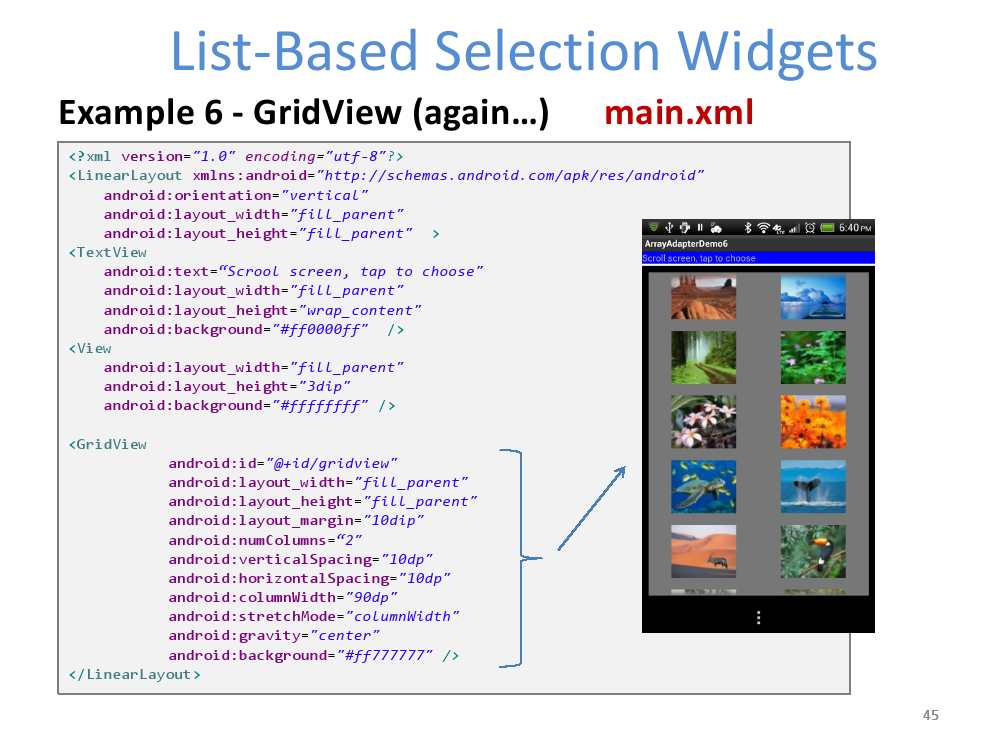 List-Based Selection Widgets
Example 6 - GridView (again…) main.xml
<?xml version="1.0" encoding="utf-8"?>
<LinearLayout xmlns:android="http://schemas.android.com/apk/res/android"
android:orientation="vertical"
android:layout_width="fill_parent"
android:layout_height="fill_parent" >
<TextView
android:text=“Scrool screen, tap to choose"
android:layout_width="fill_parent"
android:layout_height="wrap_content"
android:background="#ff0000ff" />
<View
android:layout_width="fill_parent"
android:layout_height="3dip"
android:background="#ffffffff" />
<GridView
android:id="@+id/gridview"
android:layout_width="fill_parent"
android:layout_height="fill_parent"
android:layout_margin="10dip"
android:numColumns=“2"
android:verticalSpacing="10dp"
android:horizontalSpacing="10dp"
android:columnWidth="90dp"
android:stretchMode="columnWidth"
android:gravity="center"
android:background="#ff777777" />
</LinearLayout>
6:40 PM
ArrayAdapterDemo6
Scroll screen, tap to choose
45